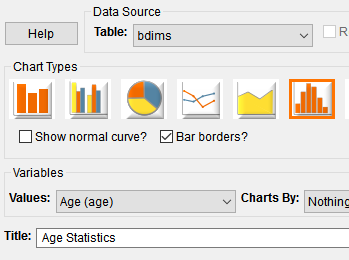 Data Source
Help
Table: bdims
R
Chart Types
Show normal curve? Bar borders?
Variables
Values: Age (age) Charts By: Nothing
Title: Age Statistics